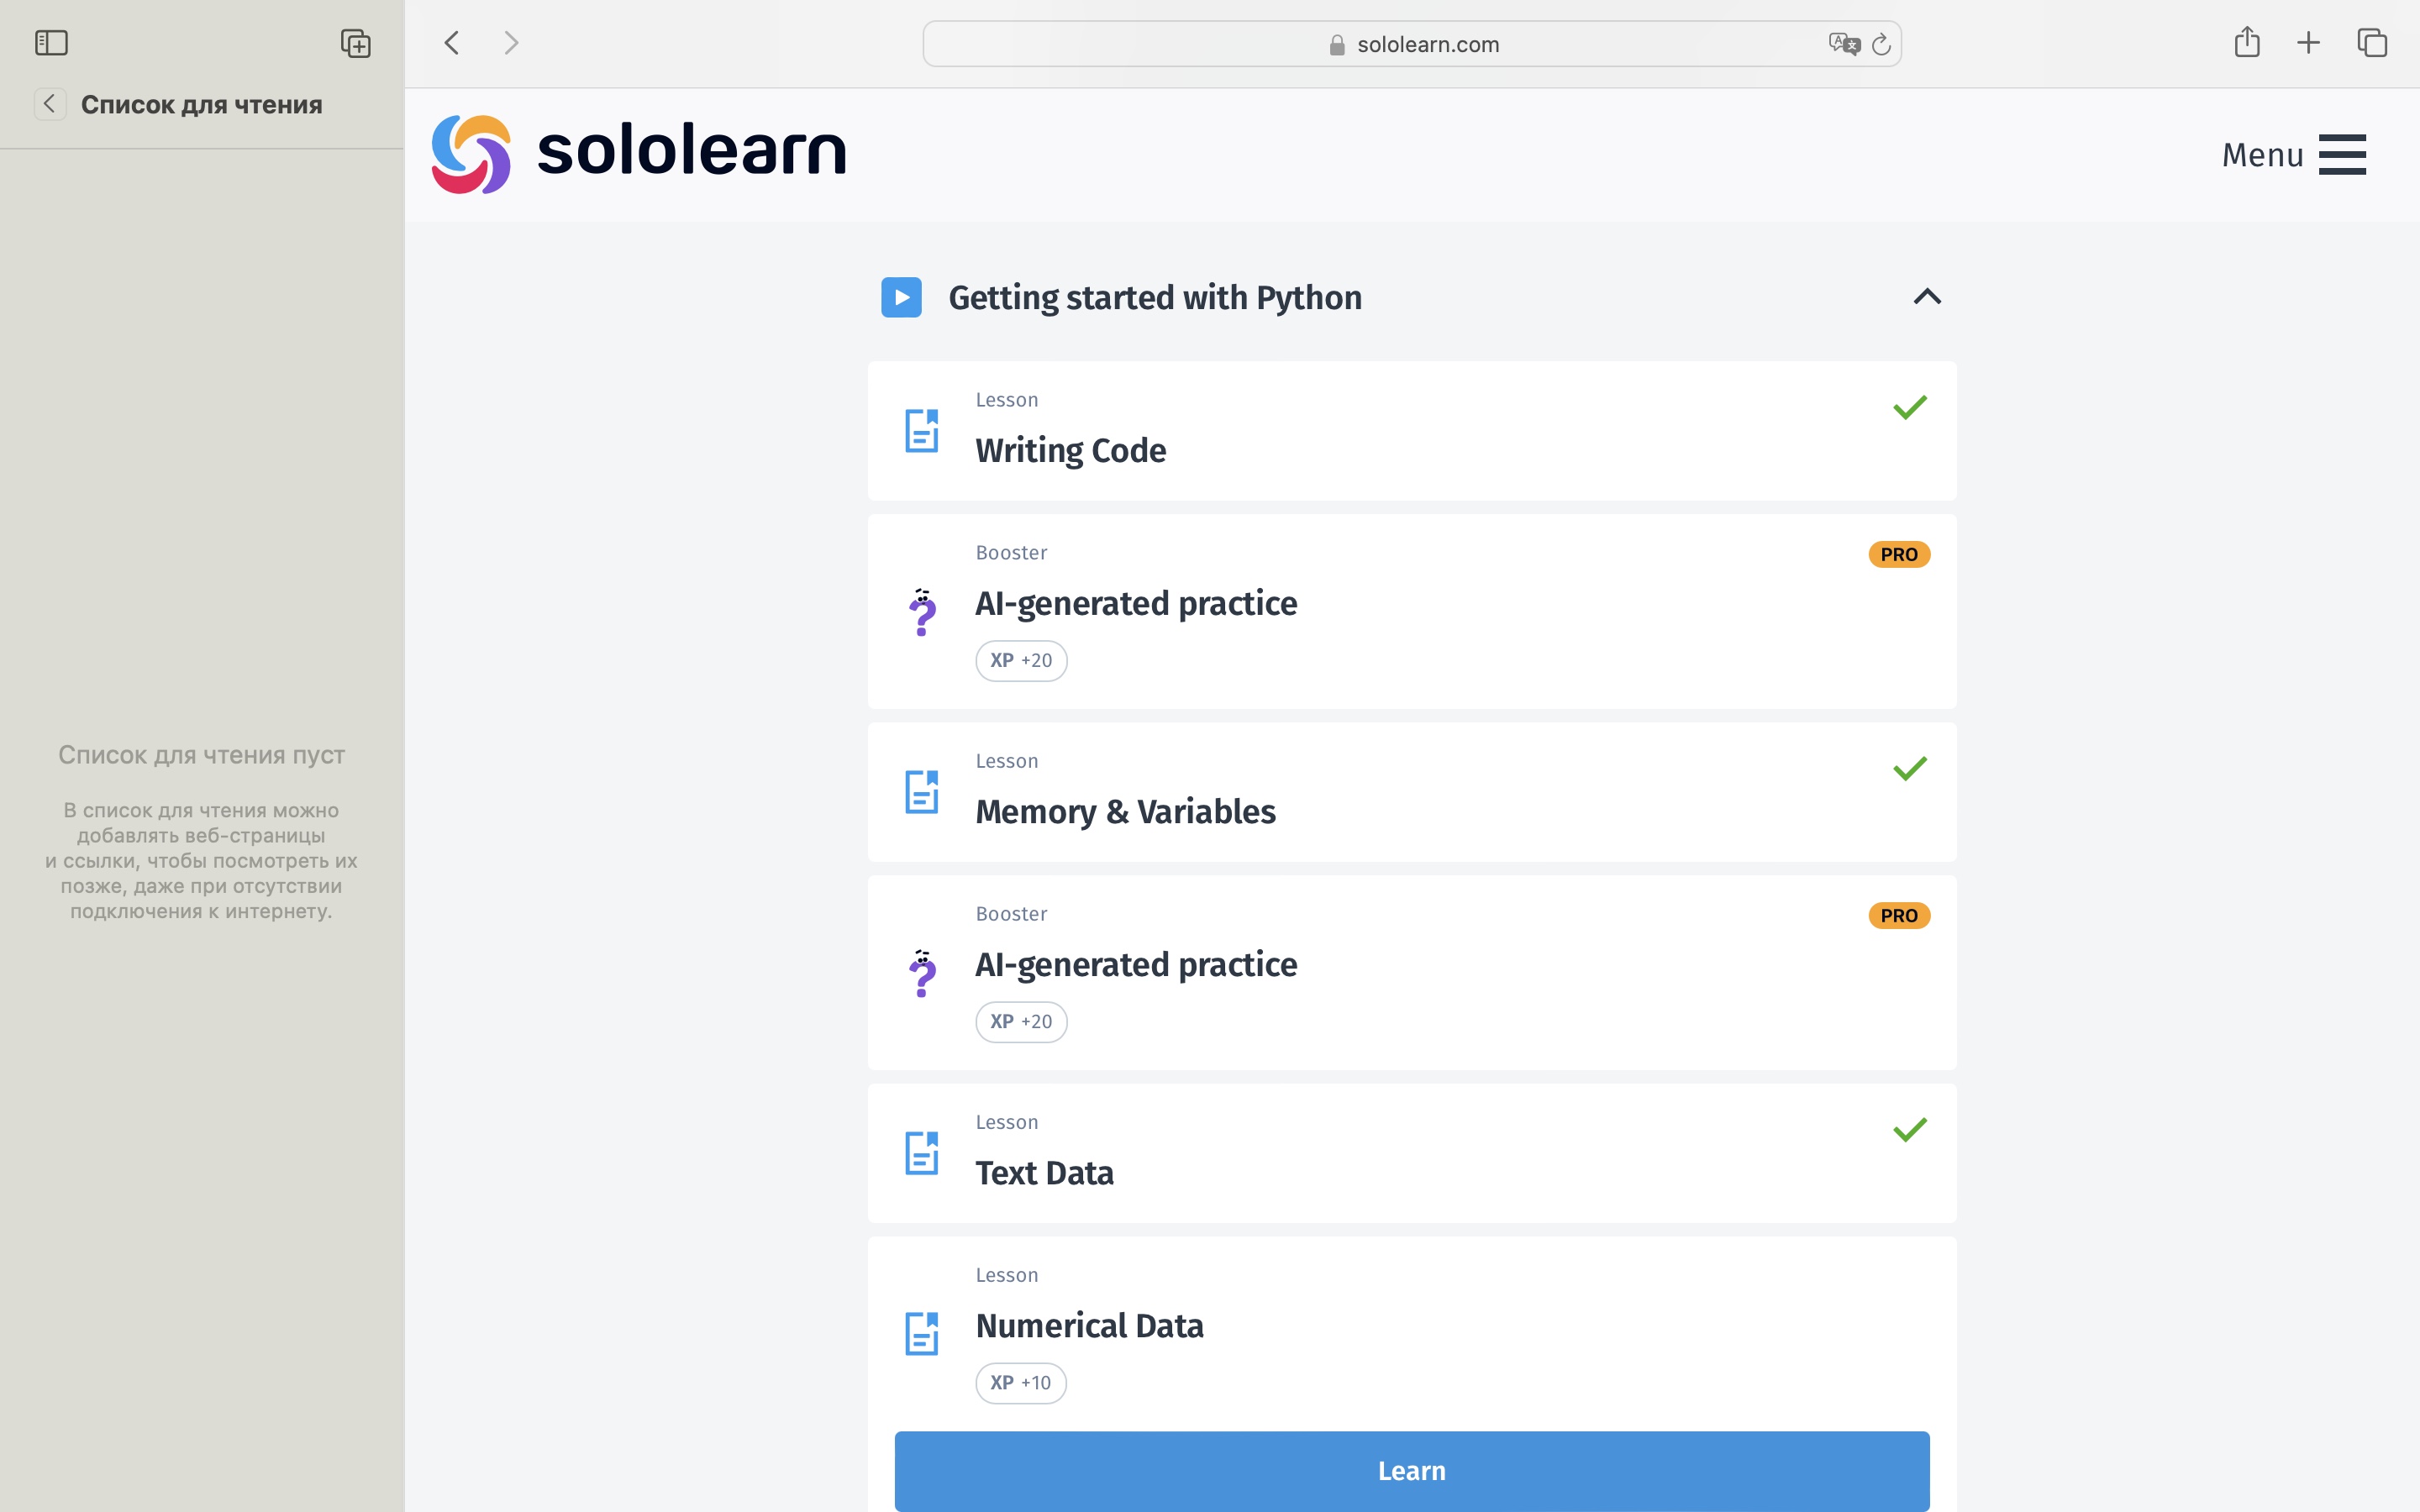 Список для чтения
Список для чтения пуст
В список для чтения можно
добавлять веб-страницы
и ссылки, чтобы посмотреть их
позже, даже при отсутствии
подключения к интернету.
sololearn.com
sololearn
Menu
Getting started with Python
Lesson
Writing Code
Booster
PRO
AI-generated practice
XP +20
Lesson
Memory & Variables
Booster
PRO
AI-generated practice
XP +20
Lesson
Text Data
Lesson
Numerical Data
XP +10
Learn